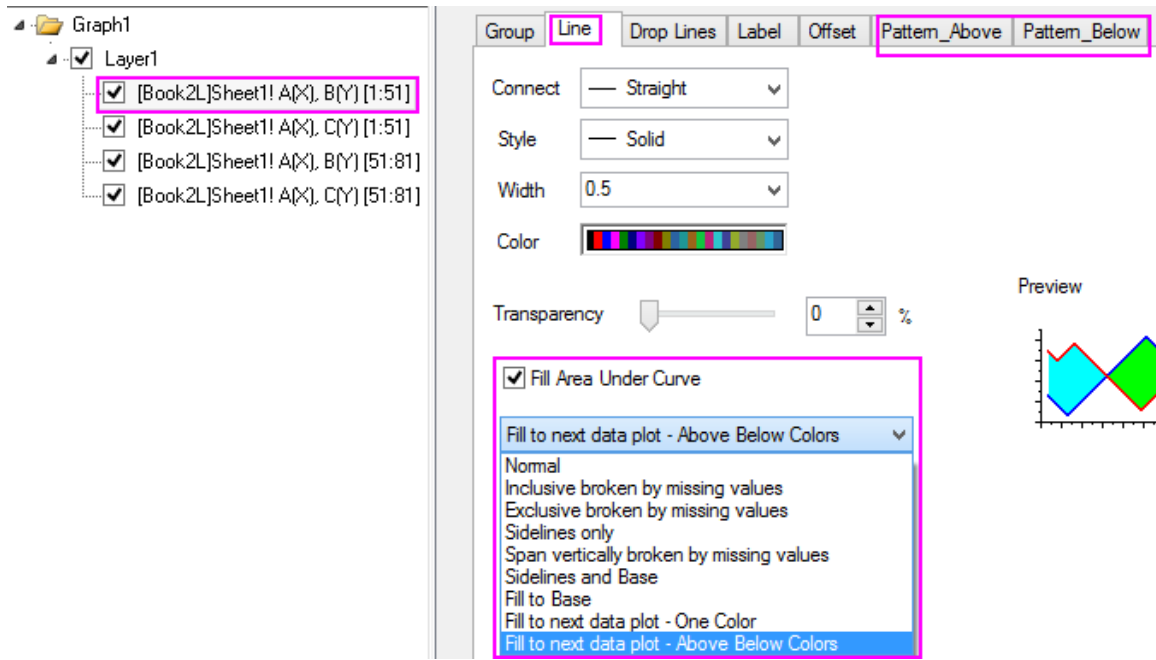 Graph1
Layer1
[Book2L]Sheet1! A(X), B(Y) [1:51]
[Book2L]Sheet1! A(X), C(Y) [1:51]
[Book2L]Sheet1! A(X), B(Y) [51:81]
[Book2L]Sheet1! A(X), C(Y) [51:81]
Group Line Drop Lines Label Offset Pattern_Above Pattern_Below
Connect Straight
Style Solid
Width 0.5
Color
Transparency 0 %
Preview
Fill Area Under Curve
Fill to next data plot - Above Below Colors
Normal
Inclusive broken by missing values
Exclusive broken by missing values
Sidelines only
Span vertically broken by missing values
Sidelines and Base
Fill to Base
Fill to next data plot - One Color
Fill to next data plot - Above Below Colors